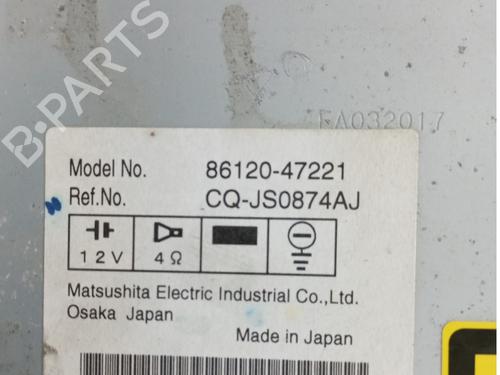 B-PARTS
FA032017
Model No. 86120-47221
Ref.No. CQ-JS0874AJ
12V 4Ω
Matsushita Electric Industrial Co.,Ltd.
Osaka Japan
Made in Japan